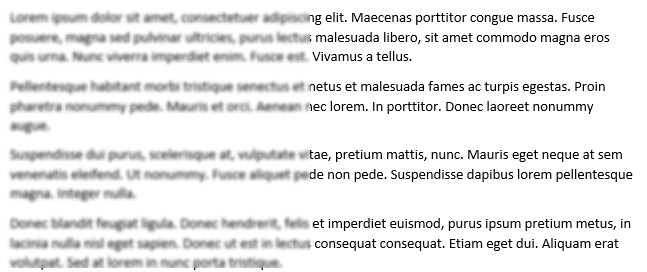 Lorem ipsum dolor sit amet, consectetuer adipiscing elit. Maecenas porttitor congue massa. Fusce
posuere, magna sed pulvinar ultricies, purus lectus malesuada libero, sit amet commodo magna eros
quis urna. Nunc viverra imperdiet enim. Fusce est. Vivamus a tellus.
Pellentesque habitant morbi tristique senectus et netus et malesuada fames ac turpis egestas. Proin
pharetra nonummy pede. Mauris et orci. Aenean nec lorem. In porttitor. Donec laoreet nonummy
augue.
Suspendisse dui purus, scelerisque at, vulputate vitae, pretium mattis, nunc. Mauris eget neque at sem
venenatis eleifend. Ut nonummy. Fusce aliquet pede non pede. Suspendisse dapibus lorem pellentesque
magna. Integer nulla.
Donec blandit feugiat ligula. Donec hendrerit, felis et imperdiet euismod, purus ipsum pretium metus, in
lacinia nulla nisl eget sapien. Donec ut est in lectus consequat consequat. Etiam eget dui. Aliquam erat
volutpat. Sed at lorem in nunc porta tristique.